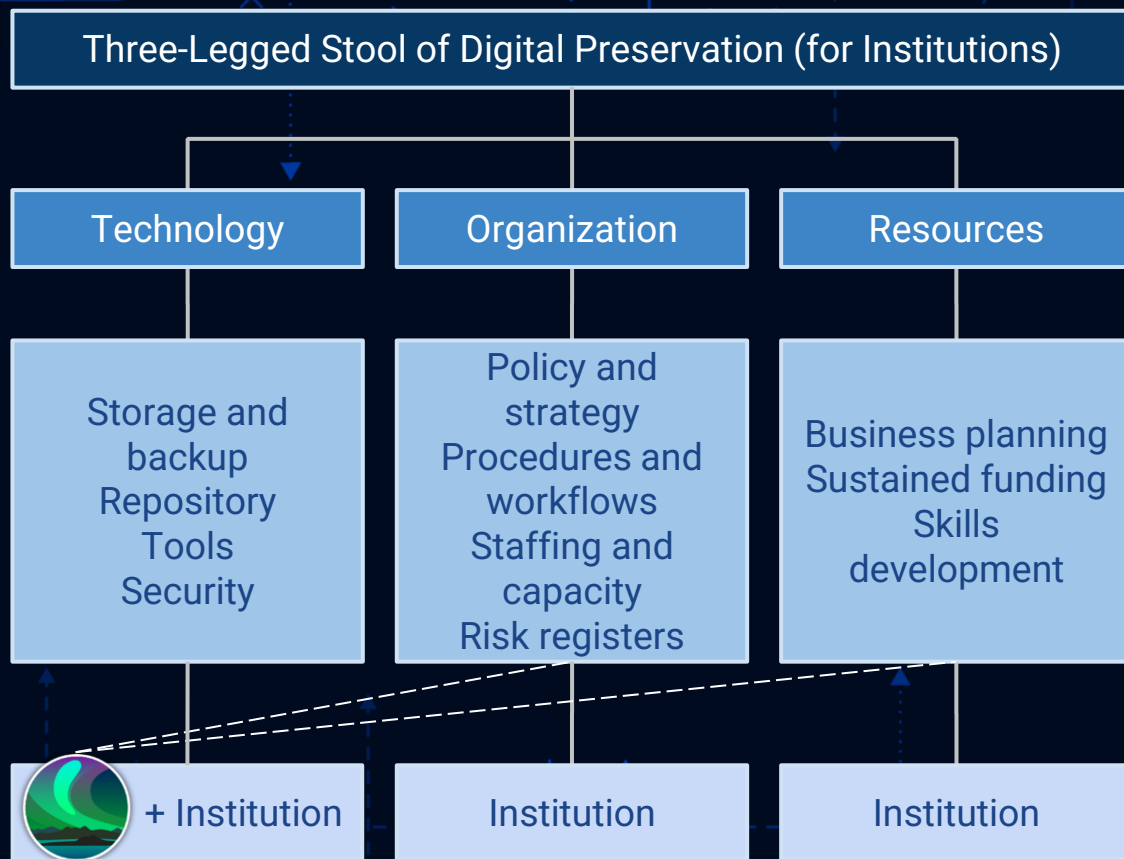 Three-Legged Stool of Digital Preservation (for Institutions)
Technology
Organization
Resources
Storage and
backup
Repository
Tools
Security
Policy and
strategy
Procedures and
workflows
Staffing and
capacity
Risk registers
Business planning
Sustained funding
Skills
development
+ Institution
Institution
Institution